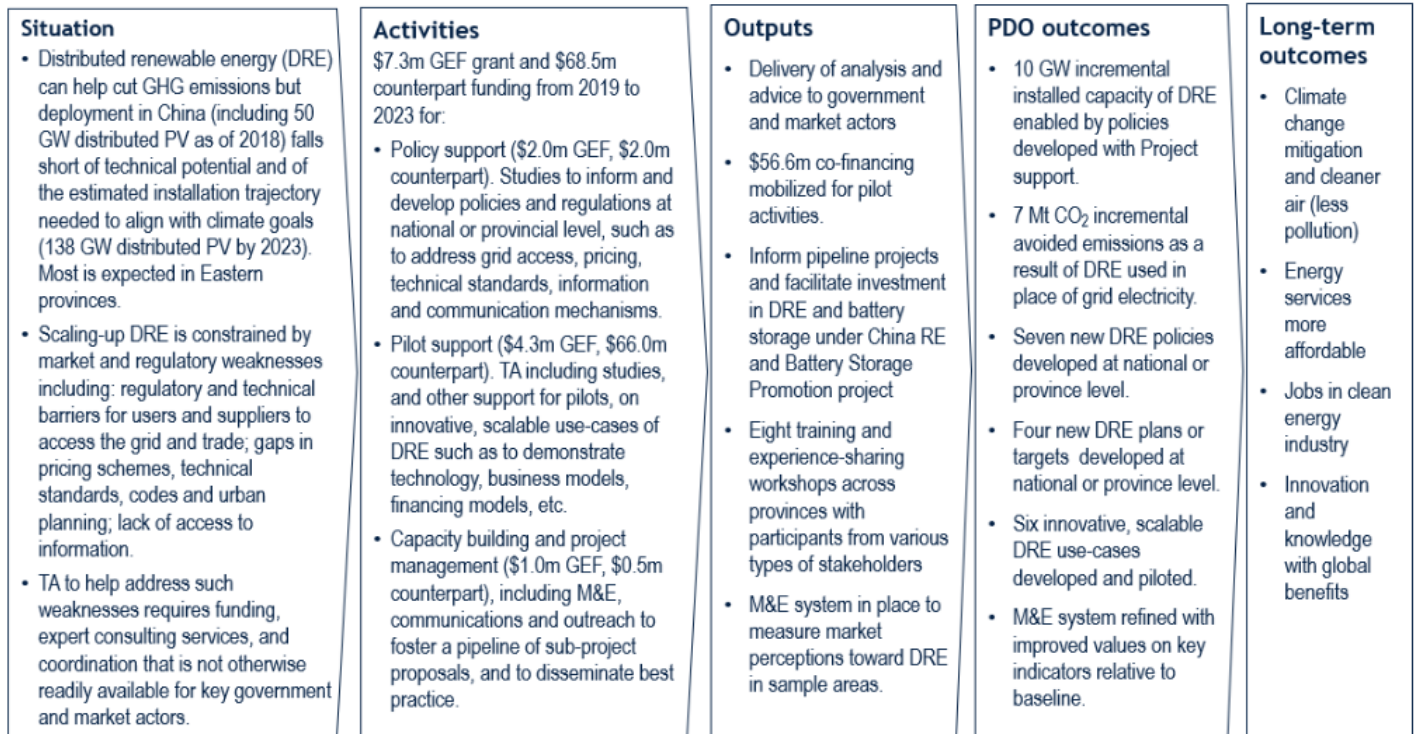 Situation
• Distributed renewable energy (DRE)
can help cut GHG emissions but
deployment in China (including 50
GW distributed PV as of 2018) falls
short of technical potential and of
the estimated installation trajectory
needed to align with climate goals
(138 GW distributed PV by 2023).
Most is expected in Eastern
provinces.
• Scaling-up DRE is constrained by
market and regulatory weaknesses
including: regulatory and technical
barriers for users and suppliers to
access the grid and trade; gaps in
pricing schemes, technical
standards, codes and urban
planning; lack of access to
information.
• TA to help address such
weaknesses requires funding,
expert consulting services, and
coordination that is not otherwise
readily available for key government
and market actors.
Activities
$7.3m GEF grant and $68.5m
counterpart funding from 2019 to
2023 for:
• Policy support ($2.0m GEF, $2.0m
counterpart). Studies to inform and
develop policies and regulations at
national or provincial level, such as
to address grid access, pricing,
technical standards, information
and communication mechanisms.
• Pilot support ($4.3m GEF, $66.0m
counterpart). TA including studies,
and other support for pilots, on
innovative, scalable use-cases of
DRE such as to demonstrate
technology, business models,
financing models, etc.
• Capacity building and project
management ($1.0m GEF, $0.5m
counterpart), including M&E,
communications and outreach to
foster a pipeline of sub-project
proposals, and to disseminate best
practice.
Outputs
• Delivery of analysis and
advice to government
and market actors
• $56.6m co-financing
mobilized for pilot
activities.
• Inform pipeline projects
and facilitate investment
in DRE and battery
storage under China RE
and Battery Storage
Promotion project
• Eight training and
experience-sharing
workshops across
provinces with
participants from various
types of stakeholders
• M&E system in place to
measure market
perceptions toward DRE
in sample areas.
PDO outcomes
• 10 GW incremental
installed capacity of DRE
enabled by policies
developed with Project
support.
• 7 Mt CO₂ incremental
avoided emissions as a
result of DRE used in
place of grid electricity.
• Seven new DRE policies
developed at national or
province level.
• Four new DRE plans or
targets developed at
national or province level.
• Six innovative, scalable
DRE use-cases
developed and piloted.
• M&E system refined with
improved values on key
indicators relative to
baseline.
Long-term
outcomes
• Climate
change
mitigation
and cleaner
air (less
pollution)
• Energy
services
more
affordable
• Jobs in clean
energy
industry
• Innovation
and
knowledge
with global
benefits